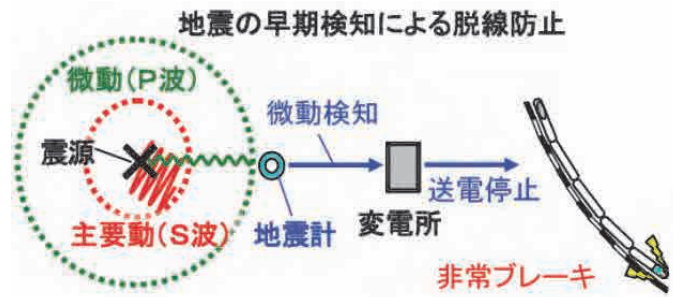 地震の早期検知による脱線防止
微動(P波)
震源
主要動(S波)
地震計
微動検知
変電所
送電停止
非常ブレーキ